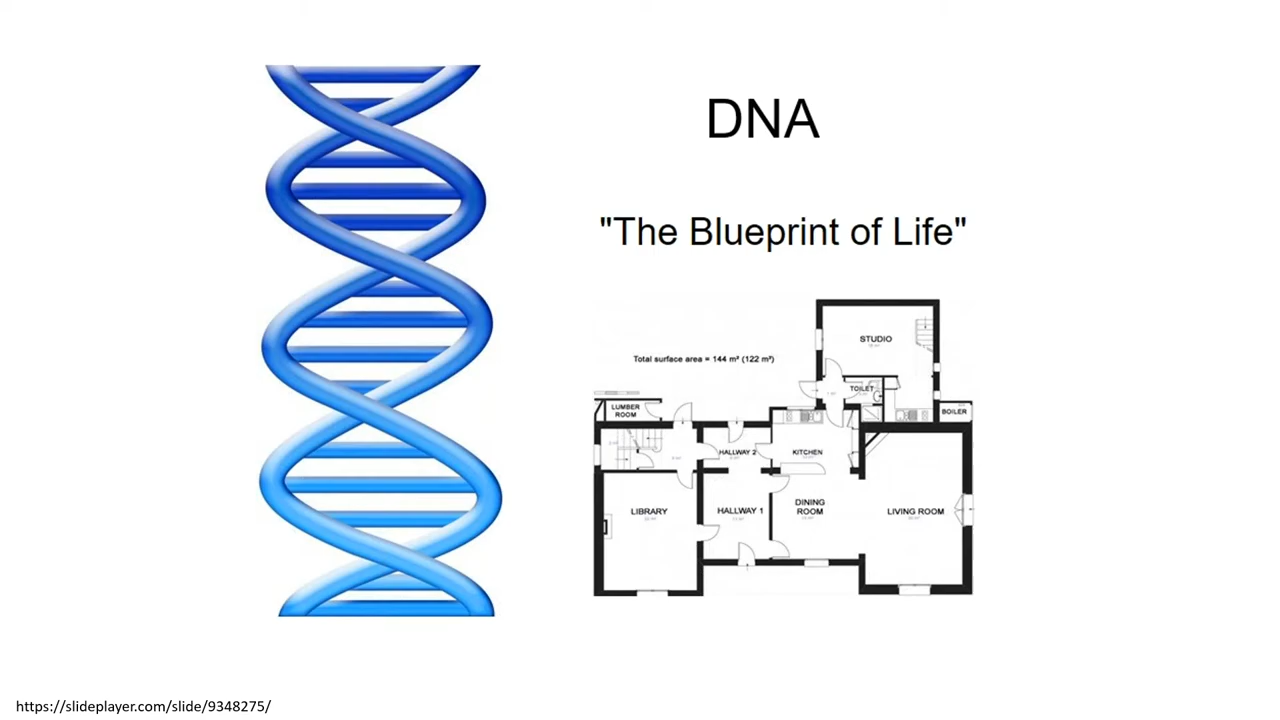 DNA
"The Blueprint of Life"
Total surface area = 144 m² (122 m²)
STUDIO
TOILET
LUMBER
ROOM
BOILER
HALLWAY 2
KITCHEN
LIBRARY
HALLWAY 1
DINING
ROOM
LIVING ROOM
https://slideplayer.com/slide/9348275/